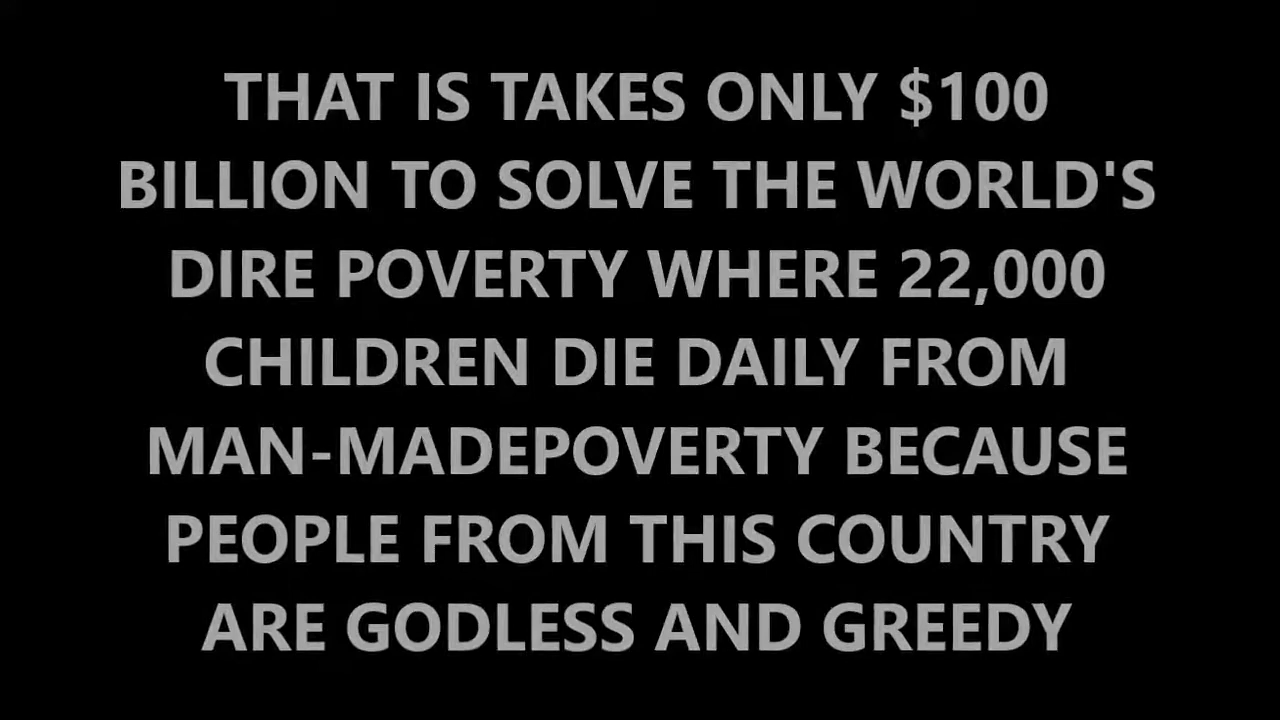 THAT IS TAKES ONLY $100
BILLION TO SOLVE THE WORLD'S
DIRE POVERTY WHERE 22,000
CHILDREN DIE DAILY FROM
MAN-MADEPOVERTY BECAUSE
PEOPLE FROM THIS COUNTRY
ARE GODLESS AND GREEDY